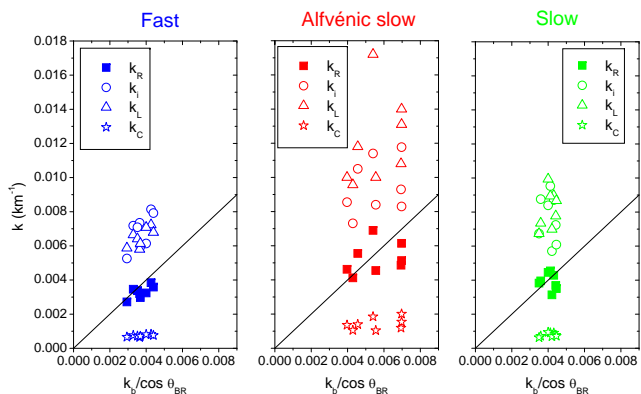 Fast
Alfvénic slow
Slow
k (km⁻¹)
0.018
0.016
0.014
0.012
0.010
0.008
0.006
0.004
0.002
0.000
k_R
k_i
k_L
k_C
k_R
k_i
k_L
k_C
k_R
k_i
k_L
k_C
0.000 0.002 0.004 0.006 0.008
0.000 0.002 0.004 0.006 0.008
0.000 0.002 0.004 0.006 0.008
k_b/cos θ_BR
k_b/cos θ_BR
k_b/cos θ_BR